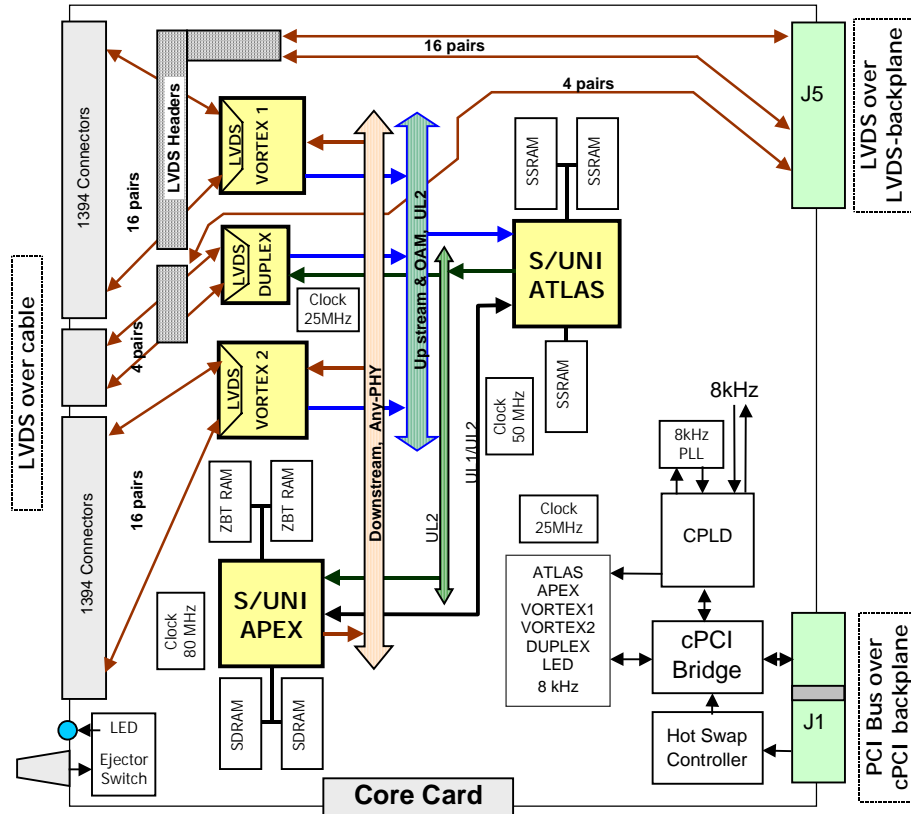 LVDS over cable
1394 Connectors
16 pairs
4 pairs
1394 Connectors
16 pairs
LVDS Headers
16 pairs
4 pairs
LVDS
VORTEX 1
LVDS
DUPLEX
Clock
25MHz
LVDS
VORTEX 2
Downstream, Any-PHY
Up stream & OAM, UL2
UL2
UL1/UL2
SSRAM
SSRAM
S/UNI
ATLAS
SSRAM
Clock
50 MHz
J5
LVDS over
LVDS-backplane
ZBT RAM
ZBT RAM
S/UNI
APEX
Clock
80 MHz
SDRAM
SDRAM
8kHz
8kHz
PLL
CPLD
Clock
25MHz
ATLAS
APEX
VORTEX1
VORTEX2
DUPLEX
LED
8 kHz
cPCI
Bridge
Hot Swap
Controller
J1
PCI Bus over
cPCI backplane
LED
Ejector
Switch
Core Card